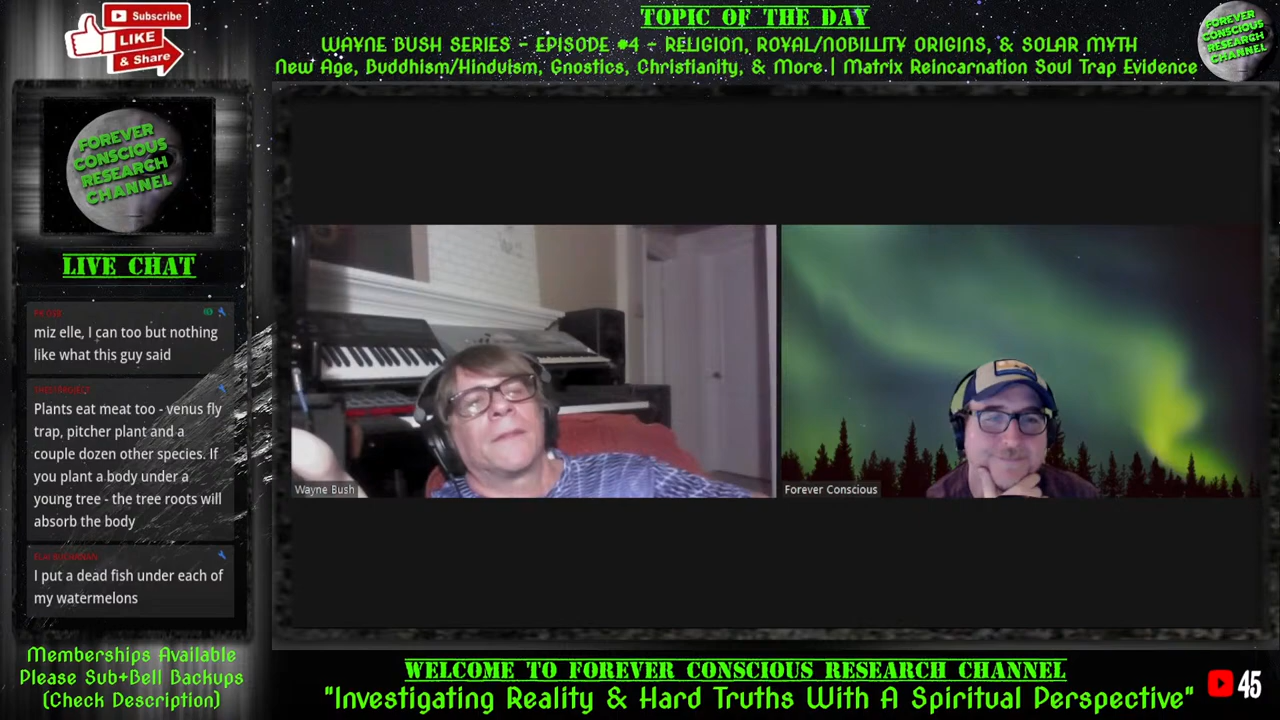 Subscribe
LIKE
& Share
TOPIC OF THE DAY
WAYNE BUSH SERIES - EPISODE #4 - RELIGION, ROYAL/NOBILLITY ORIGINS, & SOLAR MYTH
New Age, Buddhism/Hinduism, Gnostics, Christianity, & More | Matrix Reincarnation Soul Trap Evidence
FOREVER
CONSCIOUS
RESEARCH
CHANNEL
FOREVER
CONSCIOUS
RESEARCH
CHANNEL
LIVE CHAT
miz elle, I can too but nothing
like what this guy said
Plants eat meat too - venus fly
trap, pitcher plant and a
couple dozen other species. If
you plant a body under a
young tree - the tree roots will
absorb the body
I put a dead fish under each of
my watermelons
Wayne Bush
Forever Conscious
Memberships Available
Please Sub+Bell Backups
(Check Description)
WELCOME TO FOREVER CONSCIOUS RESEARCH CHANNEL
"Investigating Reality & Hard Truths With A Spiritual Perspective"
45